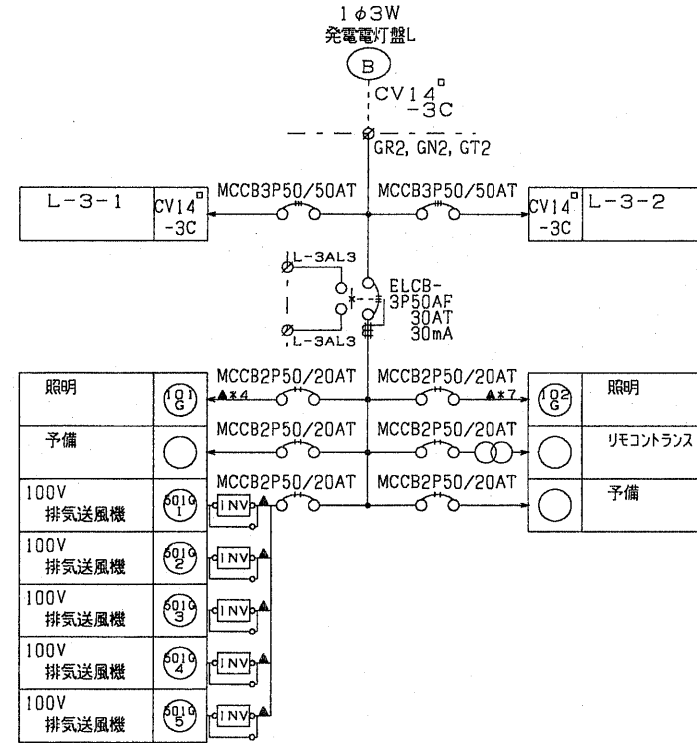 1φ3W
発電電灯盤L
B
CV14□
-3C
GR2, GN2, GT2
L-3-1
CV14□
-3C
MCCB3P50/50AT
MCCB3P50/50AT
CV14□
-3C
L-3-2
L-3AL3
L-3AL3
ELCB-
3P50AF
30AT
30mA
照明
101
G
MCCB2P50/20AT
▲*4
MCCB2P50/20AT
▲*7
102
G
照明
予備
MCCB2P50/20AT
MCCB2P50/20AT
リモコントランス
100V
排気送風機
601G
1
INV
MCCB2P50/20AT
MCCB2P50/20AT
予備
100V
排気送風機
601G
2
INV
100V
排気送風機
601G
3
INV
100V
排気送風機
601G
4
INV
100V
排気送風機
601G
5
INV